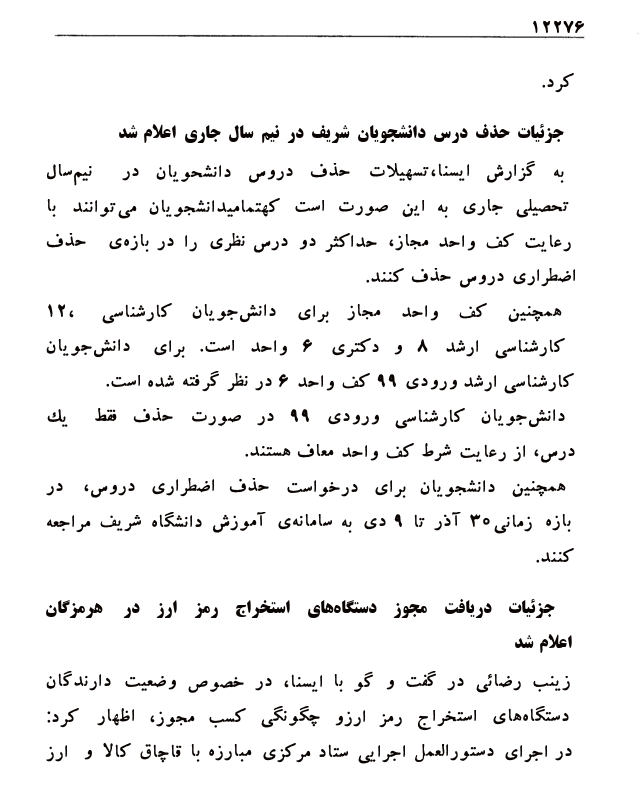 ۱۲۲۷۶
کرد.
جزئیات حذف درس دانشجویان شریف در نیم سال جاری اعلام شد
به گزارش ایسنا،تسهیلات حذف دروس دانشحویان در نیم‌سال
تحصیلی جاری به این صورت است کهتمامیدانشجویان می‌توانند با
رعایت کف واحد مجاز، حداکثر دو درس نظری را در بازه‌ی حذف
اضطراری دروس حذف کنند.
همچنین کف واحد مجاز برای دانش‌جویان کارشناسی ۱۲،
کارشناسی ارشد ۸ و دکتری ۶ واحد است. برای دانش‌جویان
کارشناسی ارشد ورودی ۹۹ کف واحد ۶ در نظر گرفته شده است.
دانش‌جویان کارشناسی ورودی ۹۹ در صورت حذف فقط یك
درس، از رعایت شرط کف واحد معاف هستند.
همچنین دانشجویان برای درخواست حذف اضطراری دروس، در
بازه زمانی۳۰ آذر تا ۹ دی به سامانه‌ی آموزش دانشگاه شریف مراجعه
کنند.
جزئیات دریافت مجوز دستگاه‌های استخراج رمز ارز در هرمزگان
اعلام شد
زینب رضائی در گفت و گو با ایسنا، در خصوص وضعیت دارندگان
دستگاه‌های استخراج رمز ارزو چگونگی کسب مجوز، اظهار کرد:
در اجرای دستورالعمل اجرایی ستاد مرکزی مبارزه با قاچاق کالا و ارز